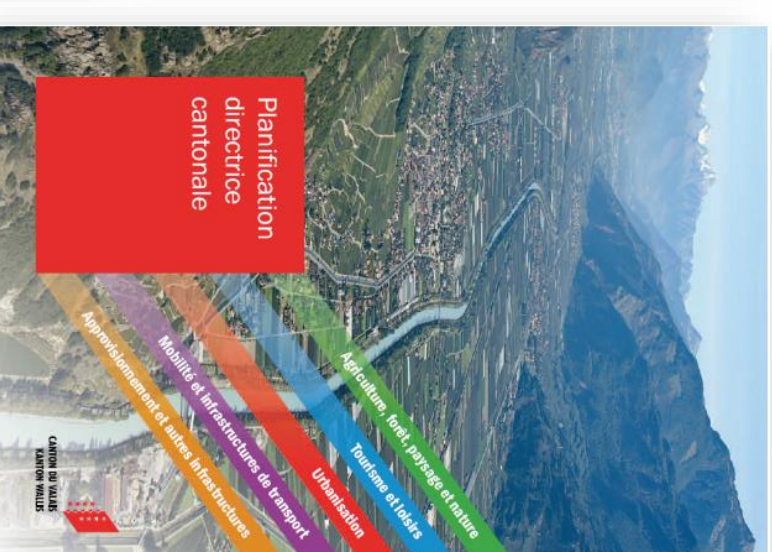 Planification
directrice
cantonale
Agriculture, forêt, paysage et nature
Tourisme et loisirs
Urbanisation
Mobilité et infrastructures de transport
Approvisionnement et autres infrastructures
CANTON DU VALAIS
KANTON WALLIS